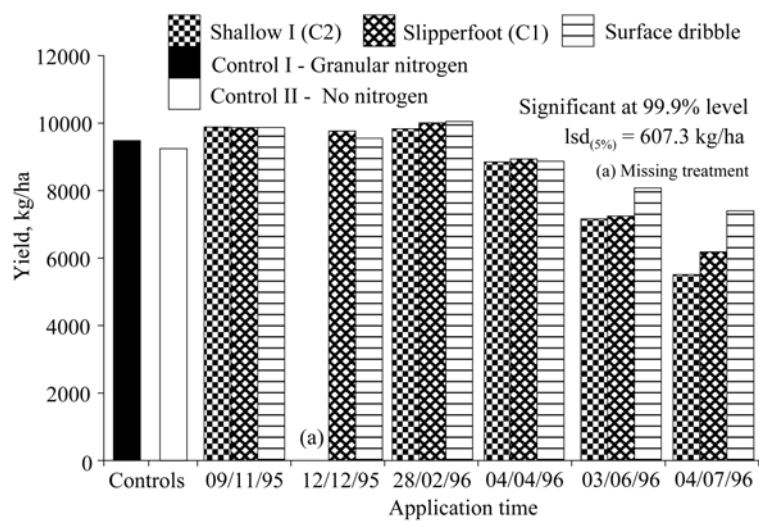 Shallow I (C2) Slipperfoot (C1) Surface dribble
Control I - Granular nitrogen
Control II - No nitrogen
Significant at 99.9% level
lsd(5%) = 607.3 kg/ha
(a) Missing treatment
Yield, kg/ha
12000
10000
8000
6000
4000
2000
0
(a)
Controls 09/11/95 12/12/95 28/02/96 04/04/96 03/06/96 04/07/96
Application time